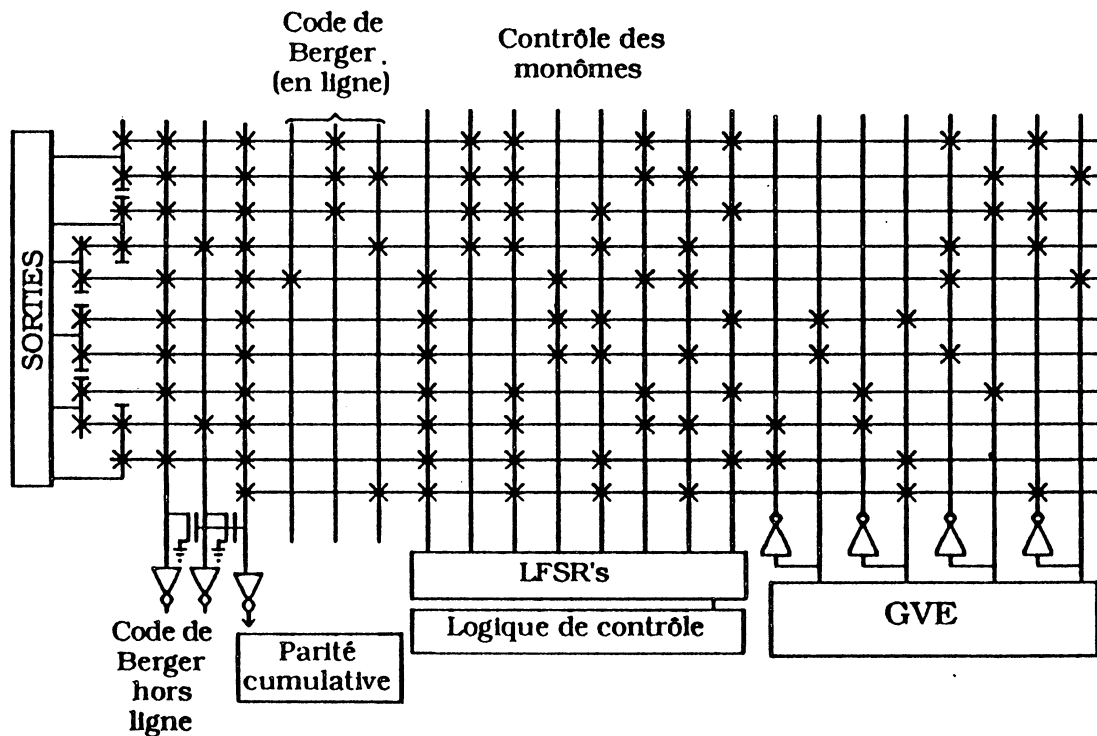 Code de
Berger
(en ligne)
Contrôle des
monômes
SORTIES
LFSR's
Logique de contrôle
GVE
Code de
Berger
hors
ligne
Parité
cumulative